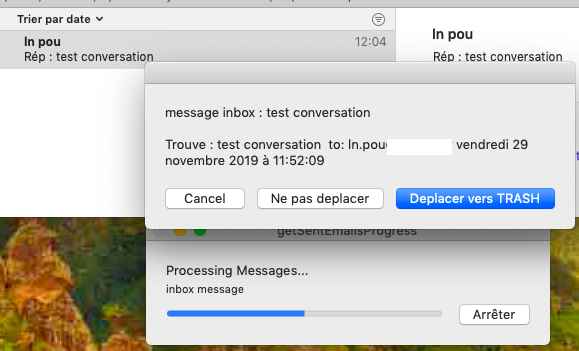 Trier par date
In pou 12:04
Rép : test conversation
In pou
Rép : test conversation
message inbox : test conversation
Trouve : test conversation to: In.pou vendredi 29
novembre 2019 à 11:52:09
Cancel
Ne pas deplacer
Deplacer vers TRASH
getSentEmailsProgress
Processing Messages...
inbox message
Arrêter